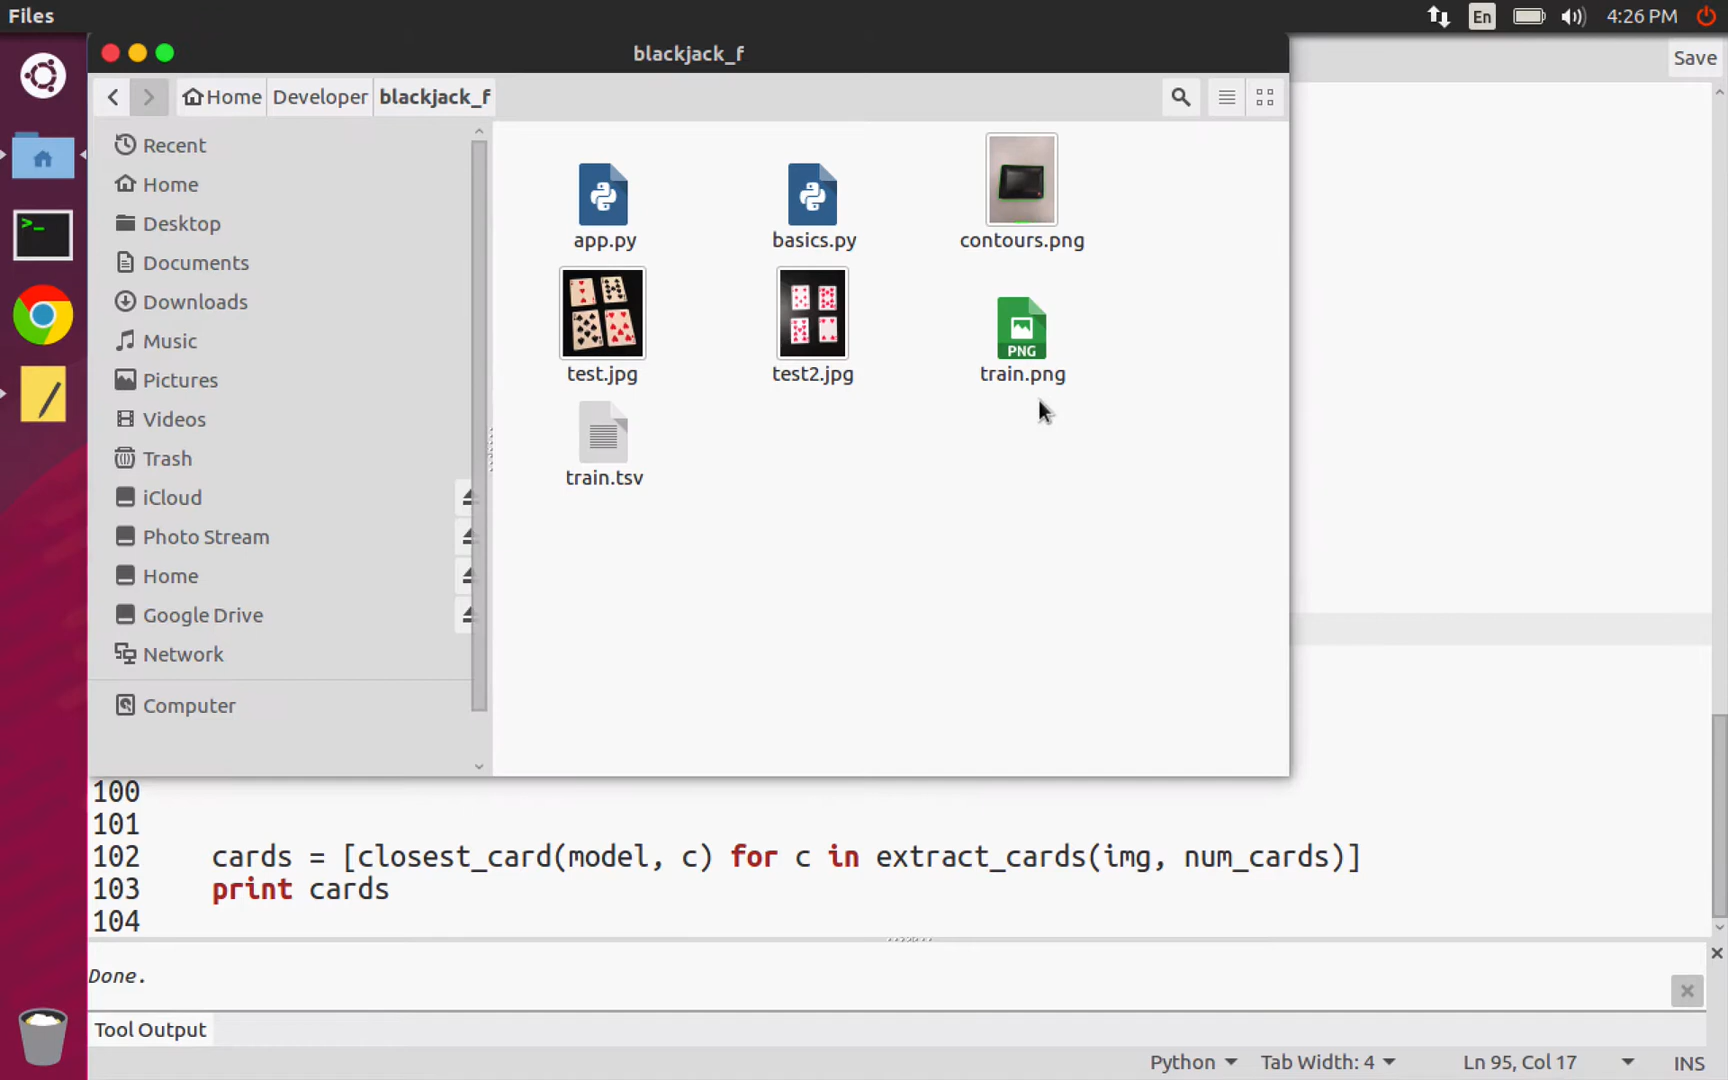 Files
En
4:26 PM
blackjack_f
Save
Home
Developer
blackjack_f
Recent
Home
Desktop
Documents
Downloads
Music
Pictures
Videos
Trash
iCloud
Photo Stream
Home
Google Drive
Network
Computer
app.py
basics.py
contours.png
test.jpg
test2.jpg
PNG
train.png
train.tsv
>_
100
101
102 cards = [closest_card(model, c) for c in extract_cards(img, num_cards)]
103 print cards
104
Done.
Tool Output
Python
Tab Width: 4
Ln 95, Col 17
INS